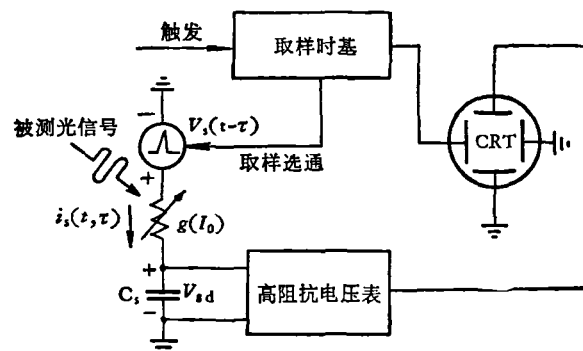 触发
取样时基
V_s(t-τ)
CRT
被测光信号
取样选通
i_s(t,τ)
g(I_0)
+
-
+
C_s
V_sd
-
高阻抗电压表